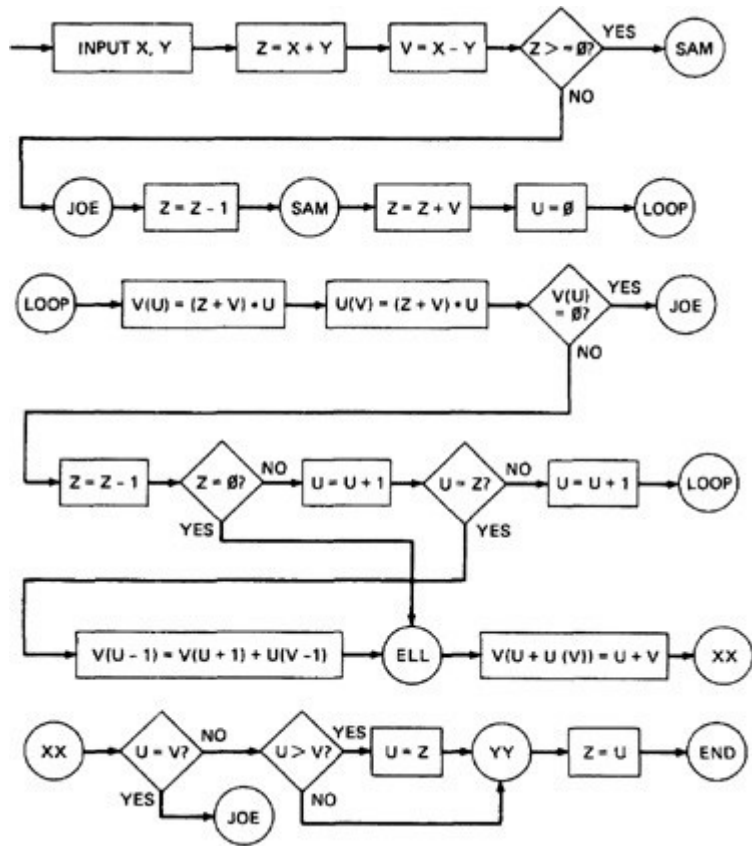 INPUT X, Y
Z = X + Y
V = X − Y
Z > = Ø?
YES
SAM
NO
JOE
Z = Z − 1
SAM
Z = Z + V
U = Ø
LOOP
LOOP
V(U) = (Z + V) * U
U(V) = (Z + V) * U
V(U)
= Ø?
YES
JOE
NO
Z = Z − 1
Z = Ø?
NO
U = U + 1
U = Z?
NO
U = U + 1
LOOP
YES
YES
V(U − 1) = V(U + 1) + U(V −1)
ELL
V(U + U (V)) = U + V
XX
XX
U = V?
NO
U > V?
YES
U = Z
YY
Z = U
END
YES
JOE
NO